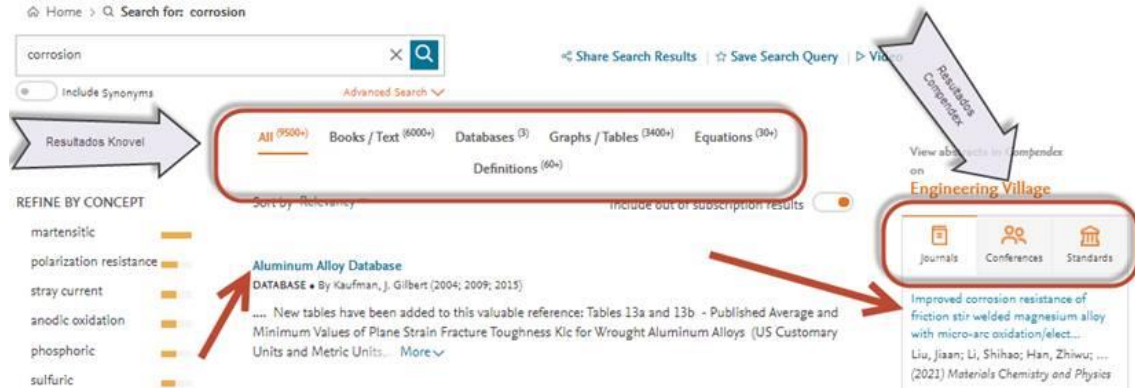 Home > Search for: corrosion
corrosion
Share Search Results | Save Search Query | Video
Include Synonyms
Advanced Search
Resultados Knovel
All (9500+) Books / Text (6000+) Databases (3) Graphs / Tables (3400+) Equations (30+)
Definitions (60+)
Resultados
Compendex
View abstracts in Compendex
on
Engineering Village
REFINE BY CONCEPT
martensitic
polarization resistance
stray current
anodic oxidation
phosphoric
sulfuric
Sort by Relevancy
Include out of subscription results
Aluminum Alloy Database
DATABASE • By Kaufman, J. Gilbert (2004; 2009; 2015)
.... New tables have been added to this valuable reference: Tables 13a and 13b - Published Average and
Minimum Values of Plane Strain Fracture Toughness KIc for Wrought Aluminum Alloys (US Customary
Units and Metric Units... More
Journals Conferences Standards
Improved corrosion resistance of
friction stir welded magnesium alloy
with micro-arc oxidation/elect...
Liu, Jiaan; Li, Shihao; Han, Zhiwu; ...
(2021) Materials Chemistry and Physics